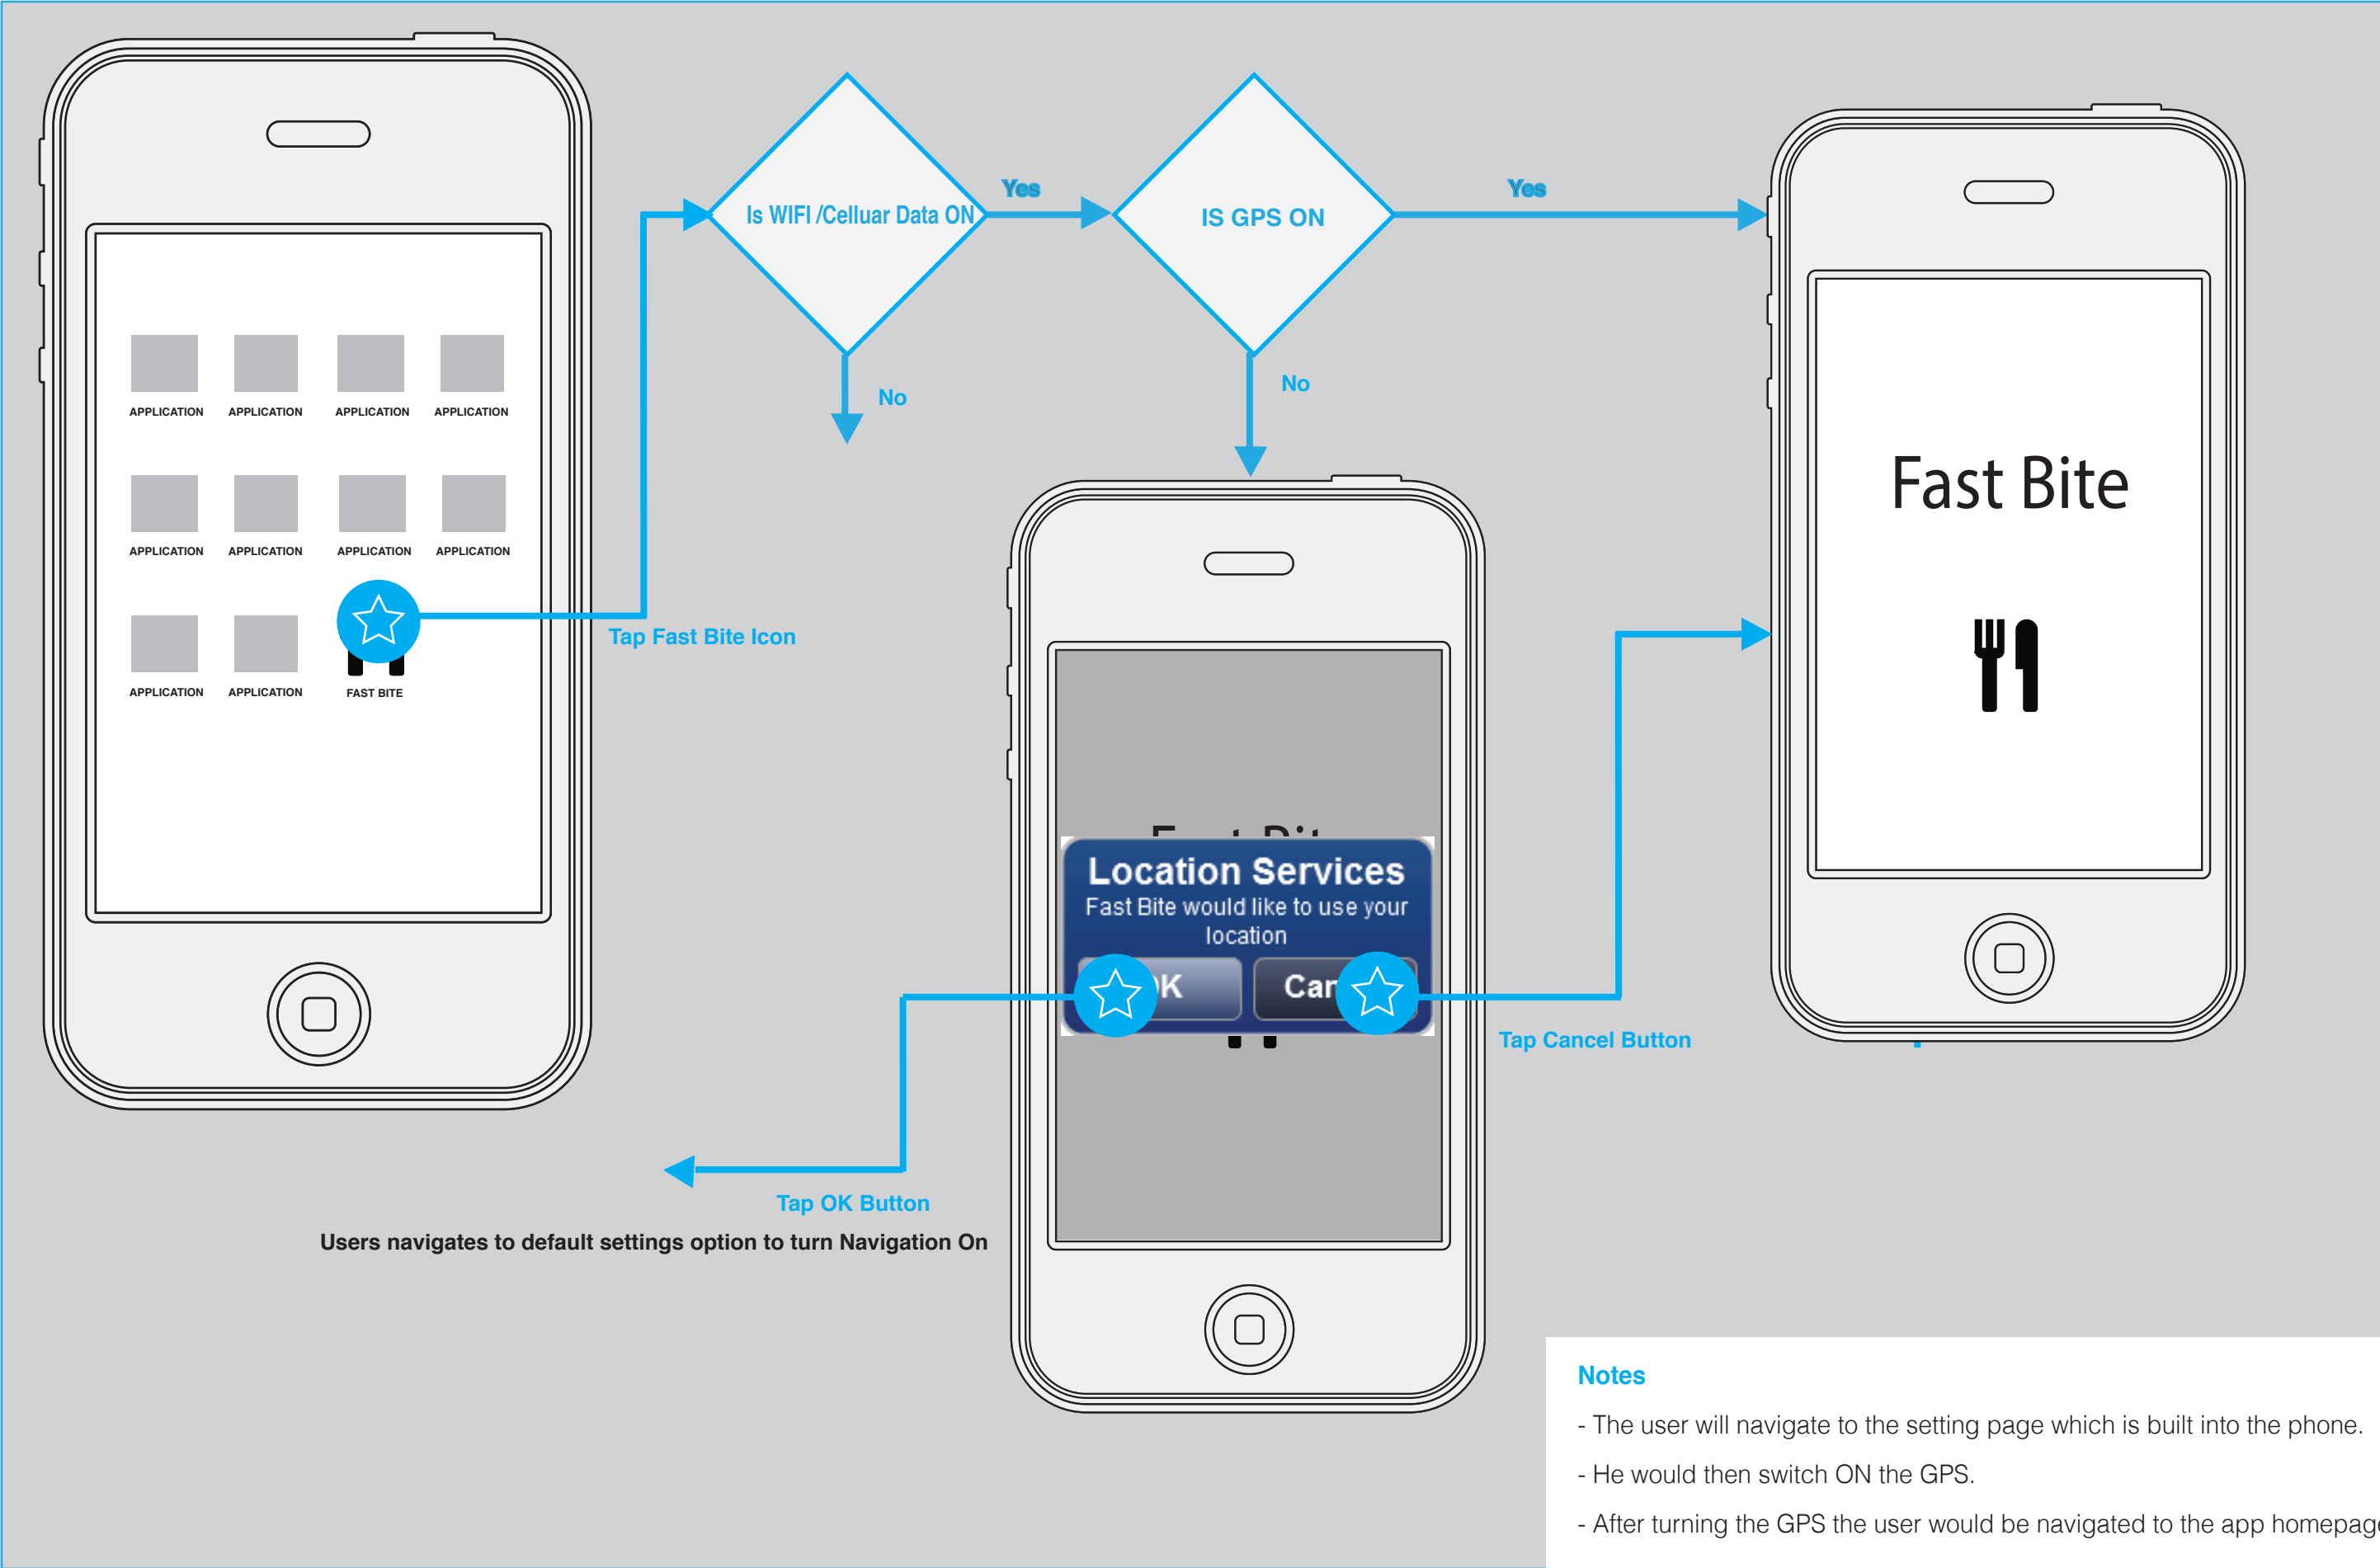 Is WIFI /Celluar Data ON
Yes
IS GPS ON
Yes
No
No
APPLICATION APPLICATION APPLICATION APPLICATION
APPLICATION APPLICATION APPLICATION APPLICATION
APPLICATION APPLICATION FAST BITE
Tap Fast Bite Icon
Fast Bite
Location Services
Fast Bite would like to use your
location
Tap Cancel Button
Tap OK Button
Users navigates to default settings option to turn Navigation On
Notes
- The user will navigate to the setting page which is built into the phone.
- He would then switch ON the GPS.
- After turning the GPS the user would be navigated to the app homepage